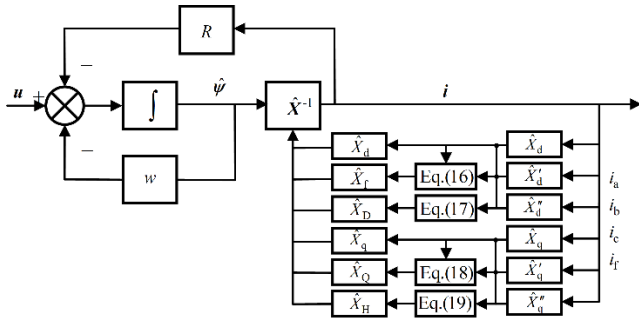 R
−
u + ∫ ψ̂ X̂⁻¹ i
−
w
X̂d X̂d
X̂f Eq.(16) X̂′d ia
X̂D Eq.(17) X̂″d ib
X̂q X̂q ic
X̂Q Eq.(18) X̂′q if
X̂H Eq.(19) X̂″q